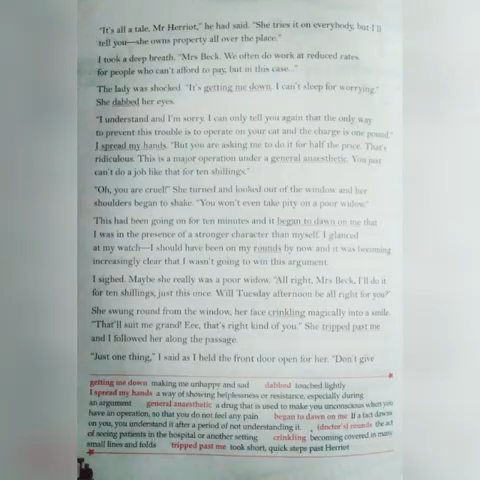 "It's all a tale, Mr Herriot," he had said. "She tries it on everybody, but I'll
tell you—she owns property all over the place."
I took a deep breath. "Mrs Beck. We often do work at reduced rates
for people who can't afford to pay, but in this case..."
The lady was shocked. "It's getting me down. I can't sleep for worrying."
She dabbed her eyes.
"I understand and I'm sorry. I can only tell you again that the only way
to prevent this trouble is to operate on your cat and the charge is one pound."
I spread my hands. "But you are asking me to do it for half the price. That's
ridiculous. This is a major operation under a general anaesthetic. You just
can't do a job like that for ten shillings."
"Oh, you are cruel!" She turned and looked out of the window and her
shoulders began to shake. "You won't even take pity on a poor widow."
This had been going on for ten minutes and it began to dawn on me that
I was in the presence of a stronger character than myself. I glanced
at my watch—I should have been on my rounds by now and it was becoming
increasingly clear that I wasn't going to win this argument.
I sighed. Maybe she really was a poor widow. "All right, Mrs Beck, I'll do it
for ten shillings, just this once. Will Tuesday afternoon be all right for you?"
She swung round from the window, her face crinkling magically into a smile.
"That'll suit me grand! Eee, that's right kind of you." She tripped past me
and I followed her along the passage.
"Just one thing," I said as I held the front door open for her. "Don't give
getting me down making me unhappy and sad dabbed touched lightly
I spread my hands a way of showing helplessness or resistance, especially during
an argument general anaesthetic a drug that is used to make you unconscious when you
have an operation, so that you do not feel any pain began to dawn on me If a fact dawns
on you, you understand it after a period of not understanding it. (doctor's) rounds the act
of seeing patients in the hospital or another setting crinkling becoming covered in many
small lines and folds tripped past me took short, quick steps past Herriot